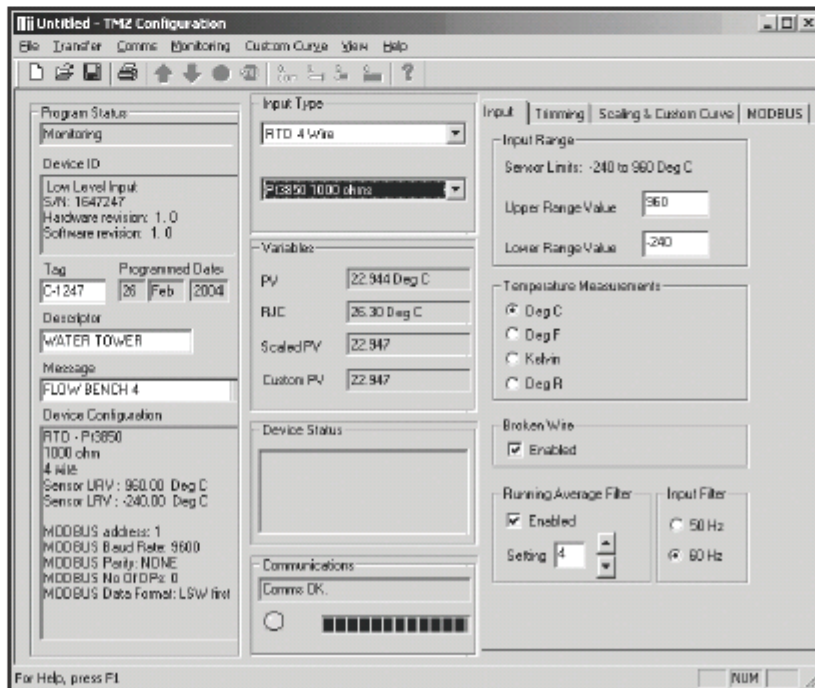 Untitled - TMZ Configuration
File Transfer Comms Monitoring Custom Curve View Help
Program Status
Monitoring
Device ID
Low Level Input
S/N: 1647247
Hardware revision: 1. 0
Software revision: 1. 0
Tag
Programmed Date:
C-1247
26 Feb 2004
Descriptor
WATER TOWER
Message
FLOW BENCH 4
Device Configuration
RTD - Pt3850
1000 ohm
4 wire
Sensor URV : 960.00 Deg C
Sensor LRV : -240.00 Deg C
MODBUS address: 1
MODBUS Baud Rate: 9600
MODBUS Parity: NONE
MODBUS No Of DPs: 0
MODBUS Data Format: LSW first
Input Type
RTD 4 Wire
Pt3850 1000 ohms
Variables
PV 22.944 Deg C
RJC 26.30 Deg C
Scaled PV 22.947
Custom PV 22.947
Device Status
Communications
Comms OK.
Input Trimming Scaling & Custom Curve MODBUS
Input Range
Sensor Limits: -240 to 960 Deg C
Upper Range Value 960
Lower Range Value -240
Temperature Measurements
Deg C
Deg F
Kelvin
Deg R
Broken Wire
Enabled
Running Average Filter
Enabled
Setting 4
Input Filter
50 Hz
60 Hz
For Help, press F1
NUM